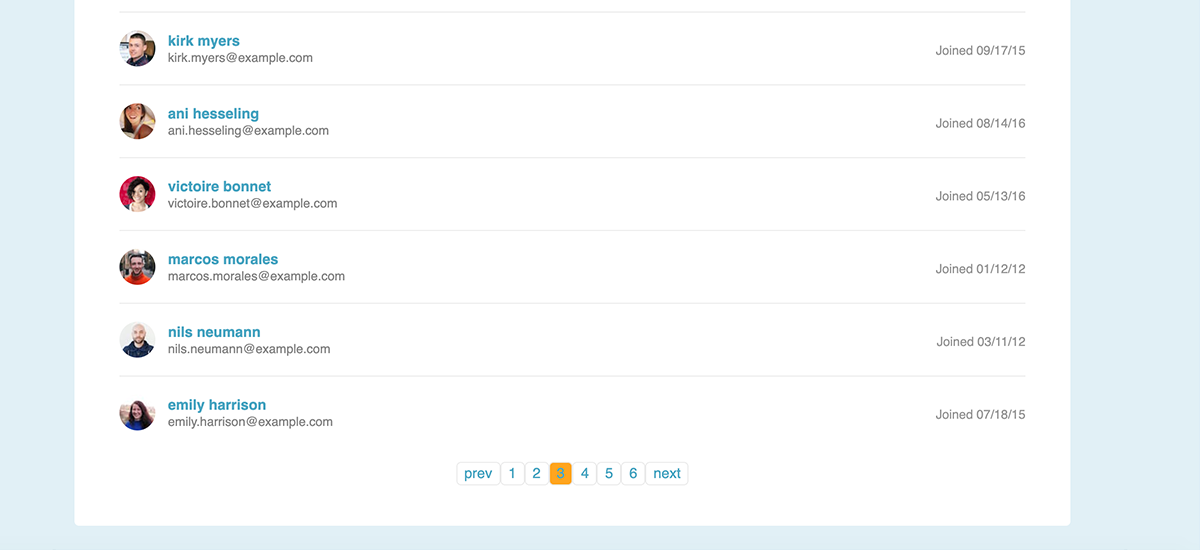 kirk myers
kirk.myers@example.com
Joined 09/17/15
ani hesseling
ani.hesseling@example.com
Joined 08/14/16
victoire bonnet
victoire.bonnet@example.com
Joined 05/13/16
marcos morales
marcos.morales@example.com
Joined 01/12/12
nils neumann
nils.neumann@example.com
Joined 03/11/12
emily harrison
emily.harrison@example.com
Joined 07/18/15
prev 1 2 3 4 5 6 next